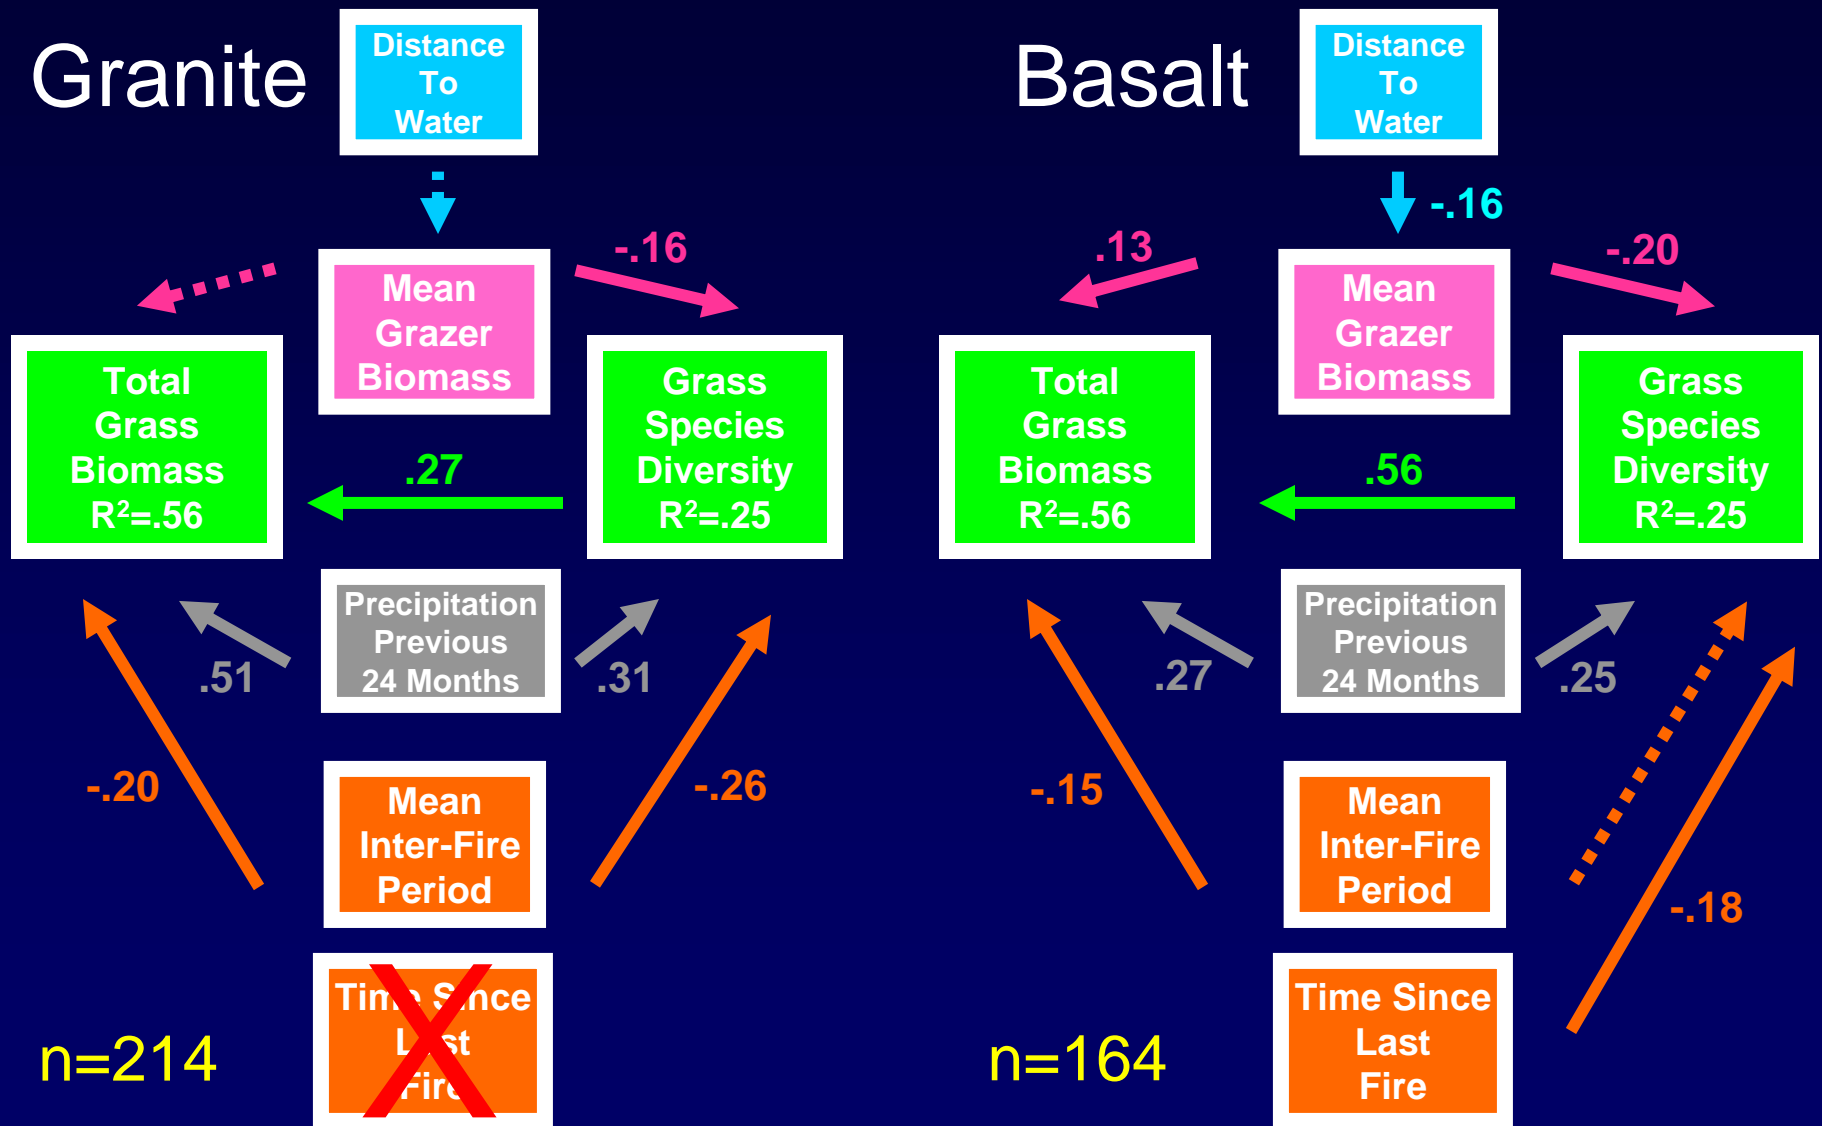 Granite
Distance
To
Water
-.16
Mean
Grazer
Biomass
Total
Grass
Biomass
R²=.56
Grass
Species
Diversity
R²=.25
.27
Precipitation
Previous
24 Months
.51
.31
-.20
-.26
Mean
Inter-Fire
Period
Time Since
Last
Fire
n=214
Basalt
Distance
To
Water
-.16
.13
-.20
Mean
Grazer
Biomass
Total
Grass
Biomass
R²=.56
Grass
Species
Diversity
R²=.25
.56
Precipitation
Previous
24 Months
.27
.25
-.15
Mean
Inter-Fire
Period
-.18
Time Since
Last
Fire
n=164